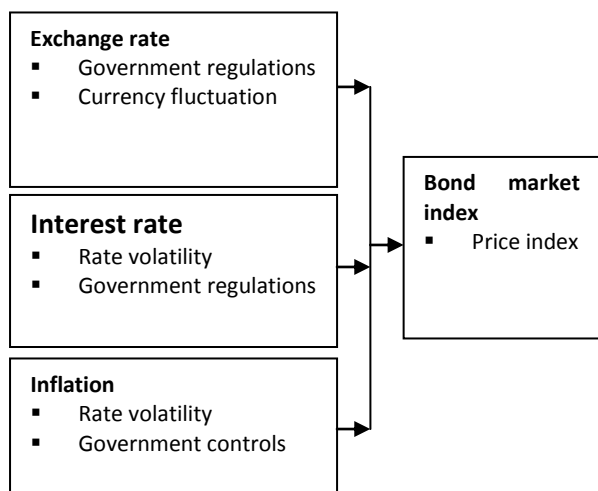 Exchange rate
▪ Government regulations
▪ Currency fluctuation
Interest rate
▪ Rate volatility
▪ Government regulations
Inflation
▪ Rate volatility
▪ Government controls
Bond market
index
▪ Price index